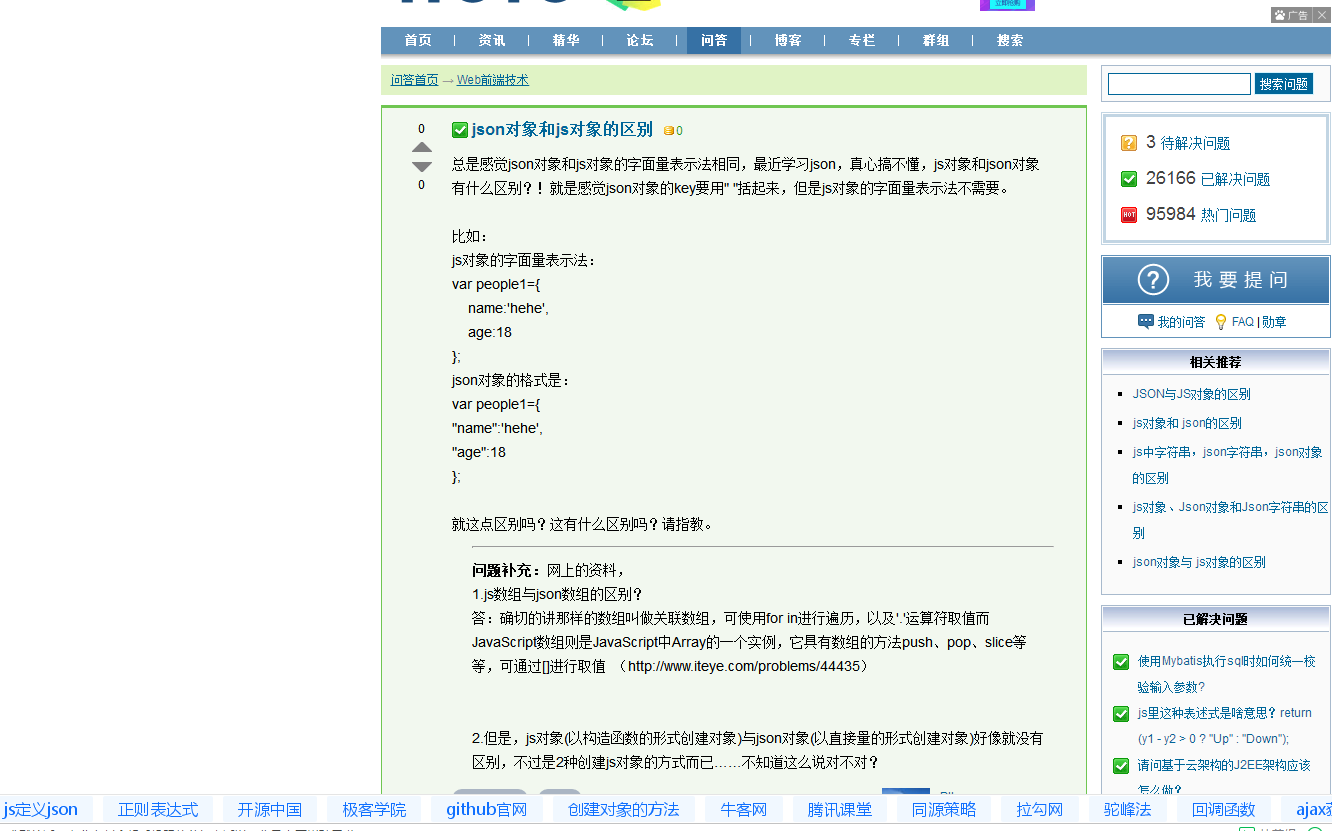 立即抢购
广告
首页 | 资讯 | 精华 | 论坛 | 问答 | 博客 | 专栏 | 群组 | 搜索
问答首页 → Web前端技术
搜索问题
0
json对象和js对象的区别 0
0
总是感觉json对象和js对象的字面量表示法相同，最近学习json，真心搞不懂，js对象和json对象
有什么区别？！就是感觉json对象的key要用" "括起来，但是js对象的字面量表示法不需要。
比如：
js对象的字面量表示法：
var people1={
name:'hehe',
age:18
};
json对象的格式是：
var people1={
"name":'hehe',
"age":18
};
就这点区别吗？这有什么区别吗？请指教。
问题补充：网上的资料，
1.js数组与json数组的区别？
答：确切的讲那样的数组叫做关联数组，可使用for in进行遍历，以及'.'运算符取值而
JavaScript数组则是JavaScript中Array的一个实例，它具有数组的方法push、pop、slice等
等，可通过[]进行取值 （http://www.iteye.com/problems/44435）
2.但是，js对象(以构造函数的形式创建对象)与json对象(以直接量的形式创建对象)好像就没有
区别，不过是2种创建js对象的方式而已……不知道这么说对不对？
3 待解决问题
26166 已解决问题
HOT 95984 热门问题
? 我要提问
我的问答 FAQ | 勋章
相关推荐
JSON与JS对象的区别
js对象和 json的区别
js中字符串，json字符串，json对象
的区别
js对象、Json对象和Json字符串的区
别
json对象与 js对象的区别
已解决问题
使用Mybatis执行sql时如何统一校
验输入参数?
js里这种表述式是啥意思？return
(y1 - y2 > 0 ? "Up" : "Down");
请问基于云架构的J2EE架构应该
怎么做?
js定义json 正则表达式 开源中国 极客学院 github官网 创建对象的方法 牛客网 腾讯课堂 同源策略 拉勾网 驼峰法 回调函数 ajax